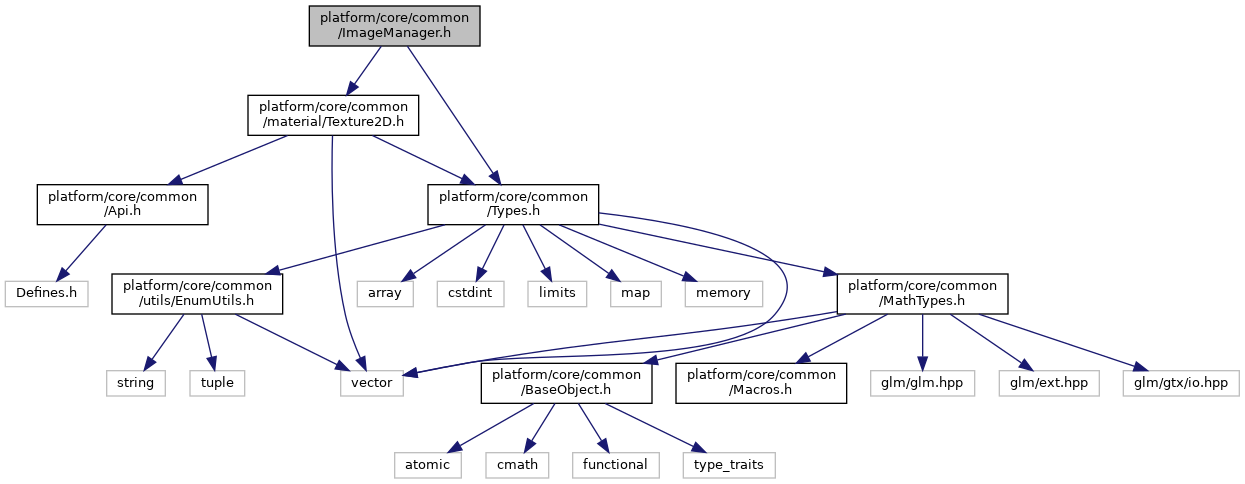 platform/core/common
/ImageManager.h
platform/core/common
/material/Texture2D.h
platform/core/common
/Api.h
platform/core/common
/Types.h
Defines.h
platform/core/common
/utils/EnumUtils.h
array
cstdint
limits
map
memory
platform/core/common
/MathTypes.h
string
tuple
vector
platform/core/common
/BaseObject.h
platform/core/common
/Macros.h
glm/glm.hpp
glm/ext.hpp
glm/gtx/io.hpp
atomic
cmath
functional
type_traits